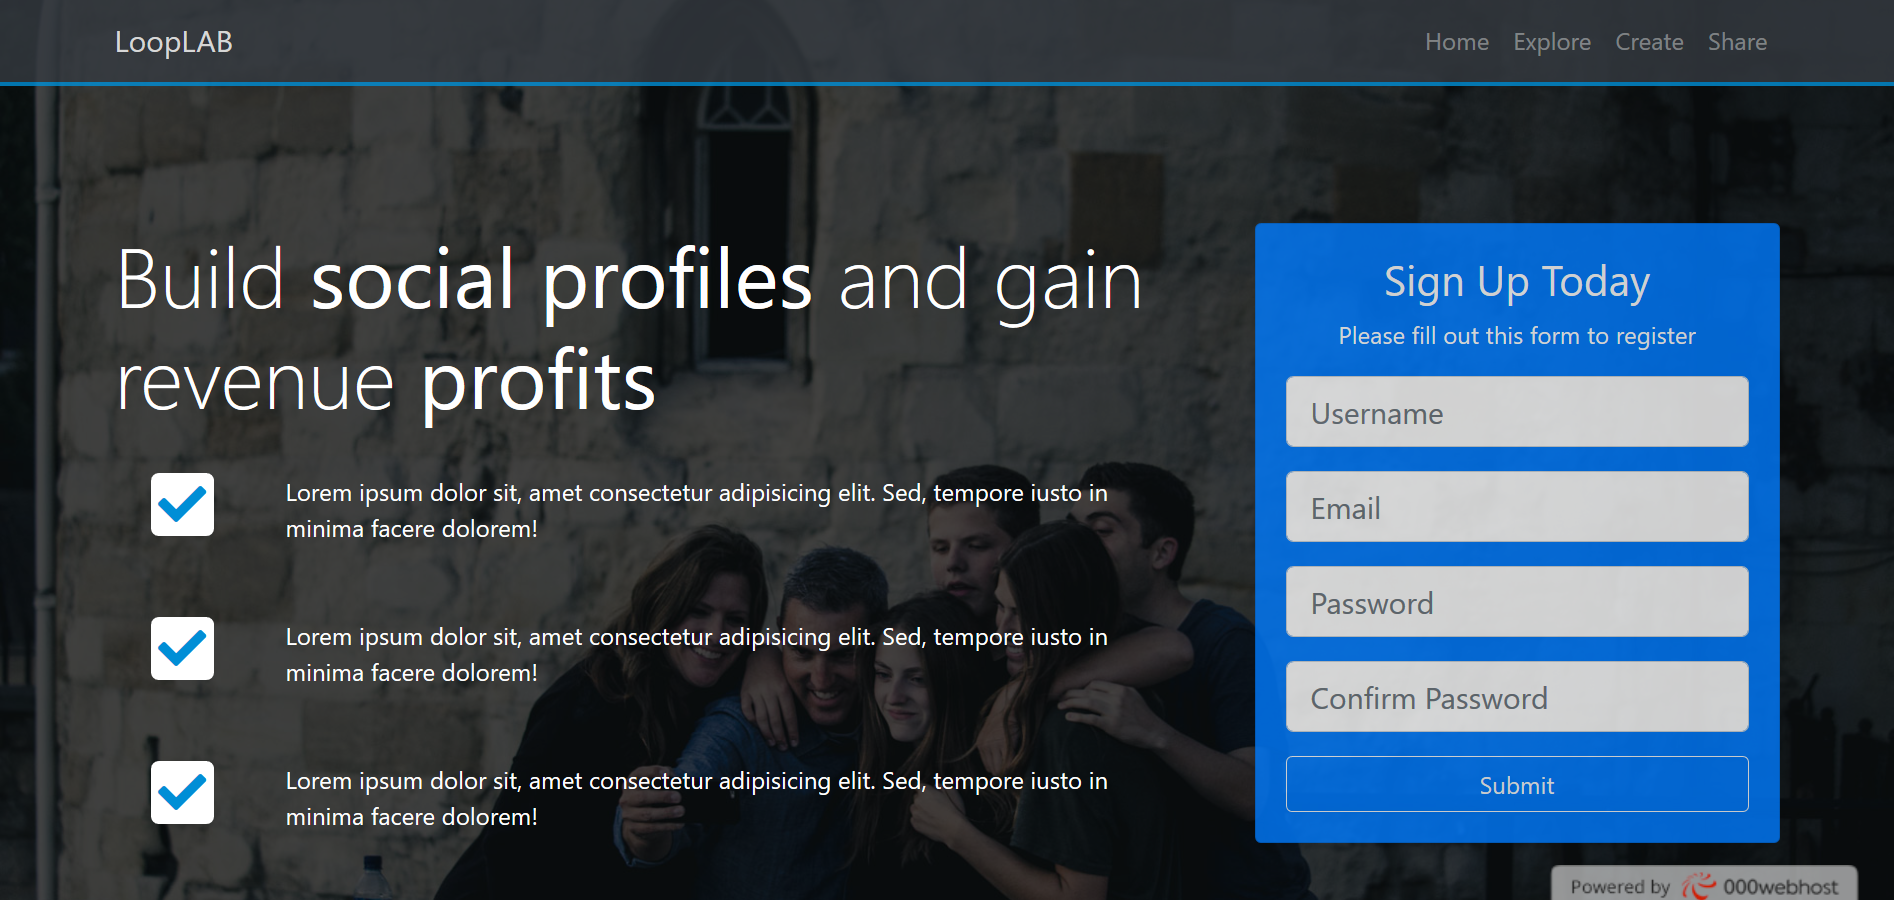 LoopLAB
Home Explore Create Share
Build social profiles and gain
revenue profits
Lorem ipsum dolor sit, amet consectetur adipisicing elit. Sed, tempore iusto in
minima facere dolorem!
Lorem ipsum dolor sit, amet consectetur adipisicing elit. Sed, tempore iusto in
minima facere dolorem!
Lorem ipsum dolor sit, amet consectetur adipisicing elit. Sed, tempore iusto in
minima facere dolorem!
Sign Up Today
Please fill out this form to register
Username
Email
Password
Confirm Password
Submit
Powered by 000webhost